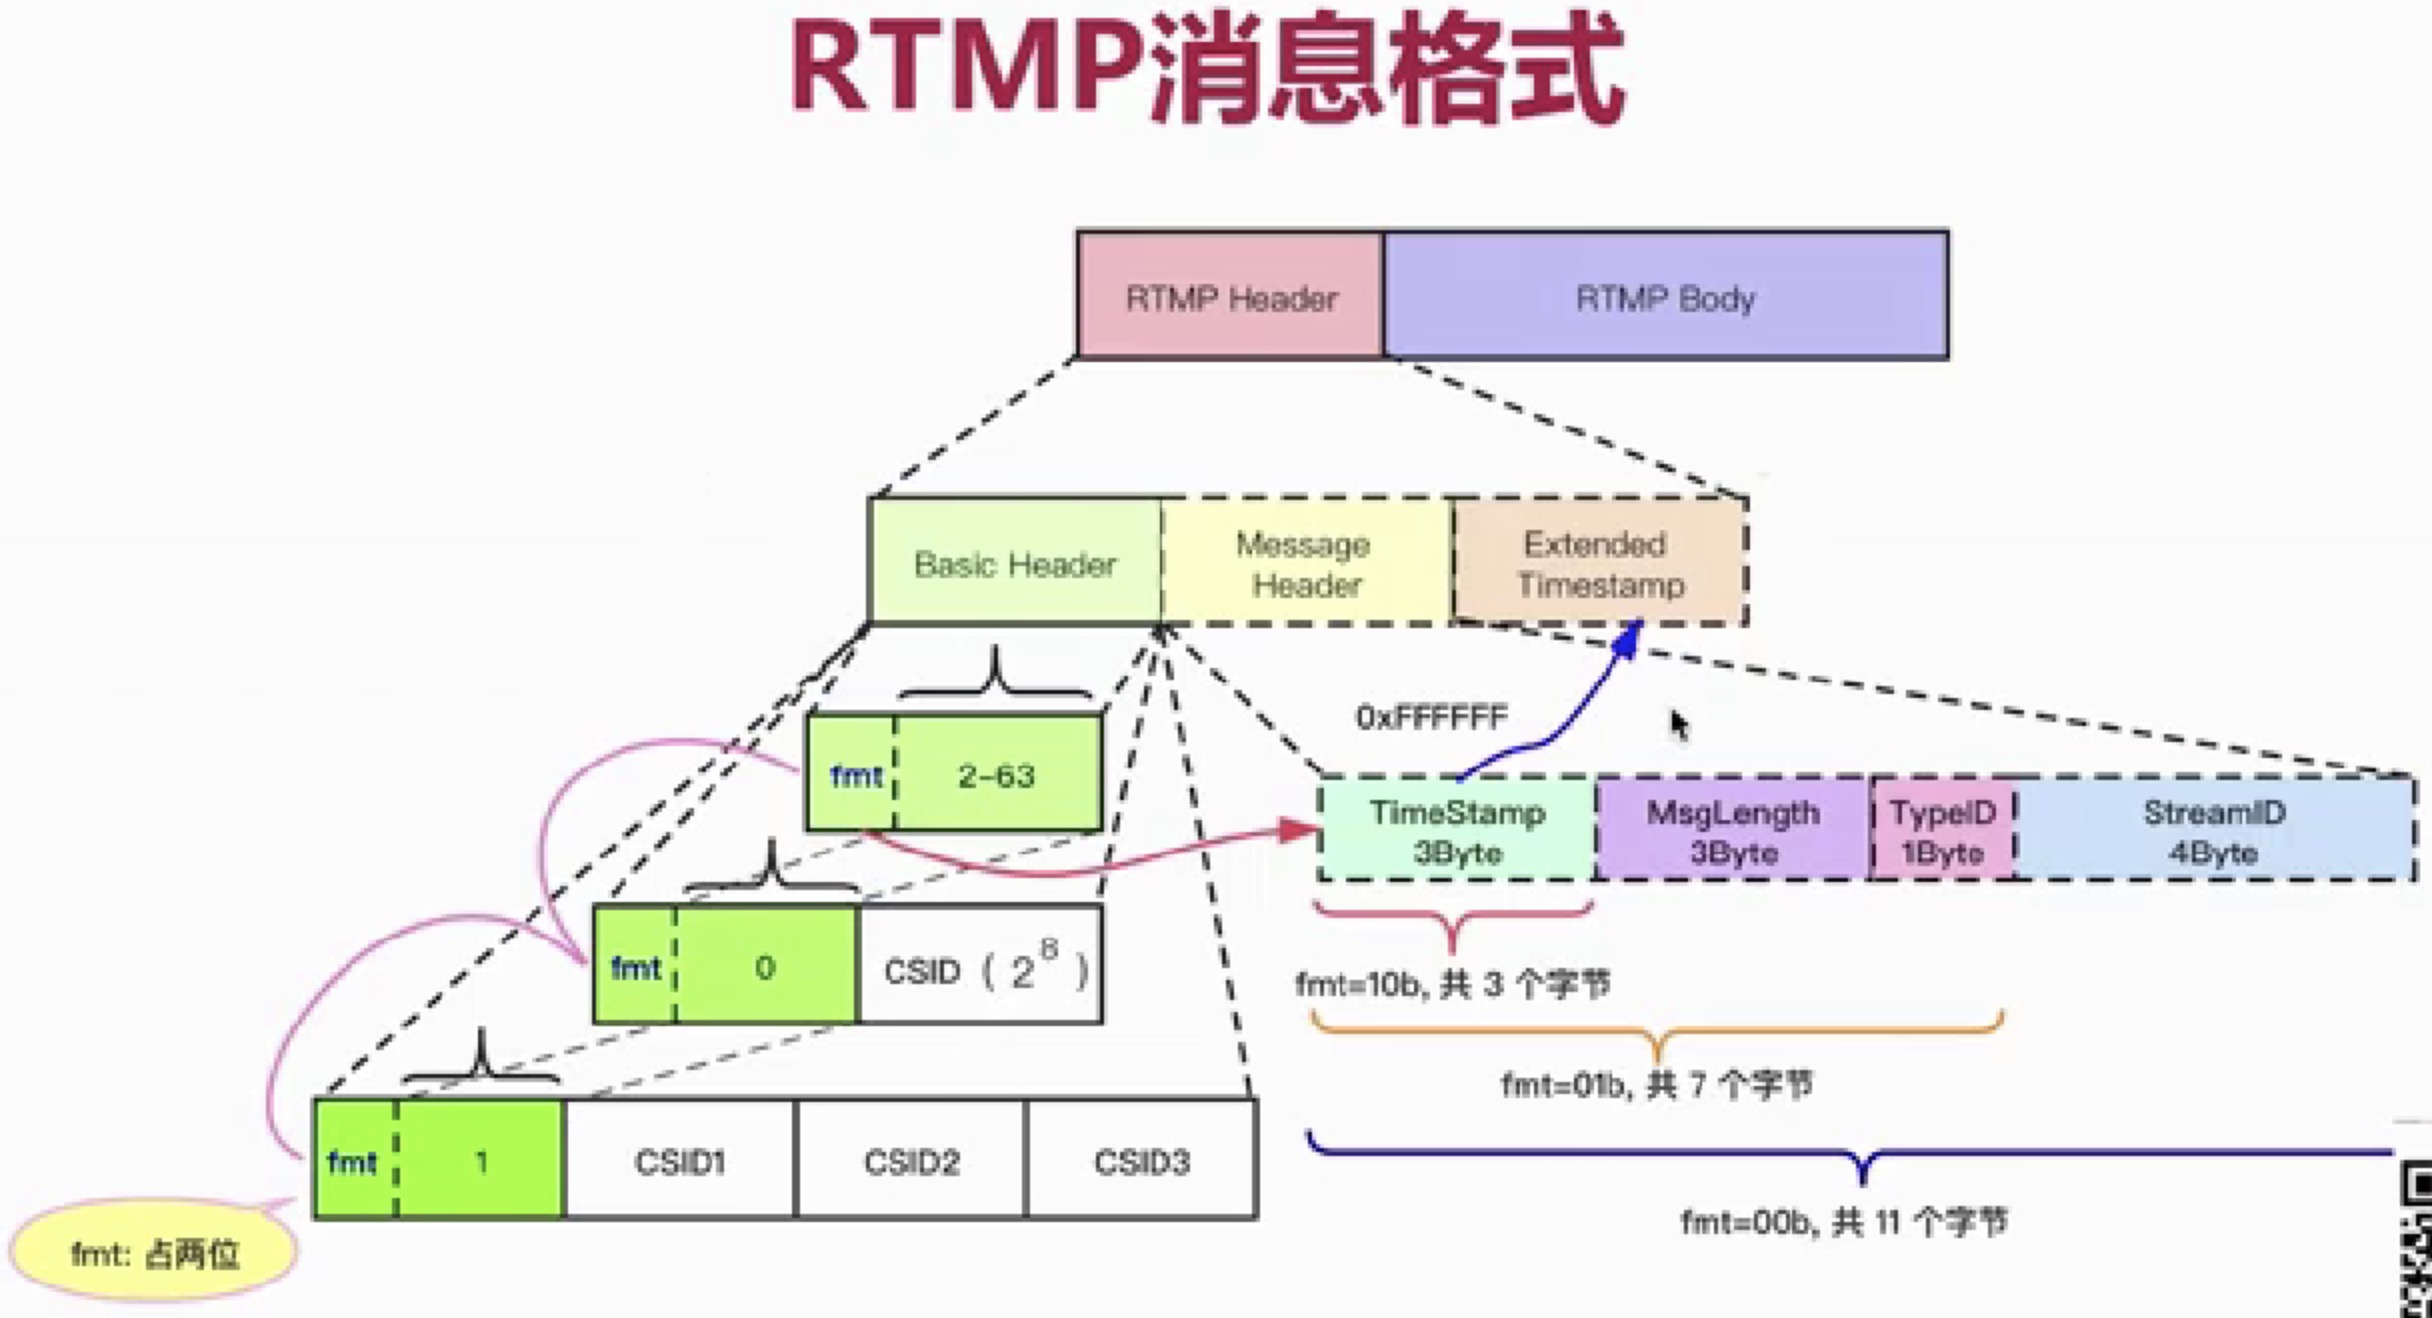 RTMP消息格式
RTMP Header
RTMP Body
Basic Header
Message
Header
Extended
Timestamp
0xFFFFFF
fmt
2-63
TimeStamp
3Byte
MsgLength
3Byte
TypeID
1Byte
StreamID
4Byte
fmt
0
CSID ( 2^8 )
fmt=10b, 共 3 个字节
fmt=01b, 共 7 个字节
fmt
1
CSID1
CSID2
CSID3
fmt=00b, 共 11 个字节
fmt: 占两位